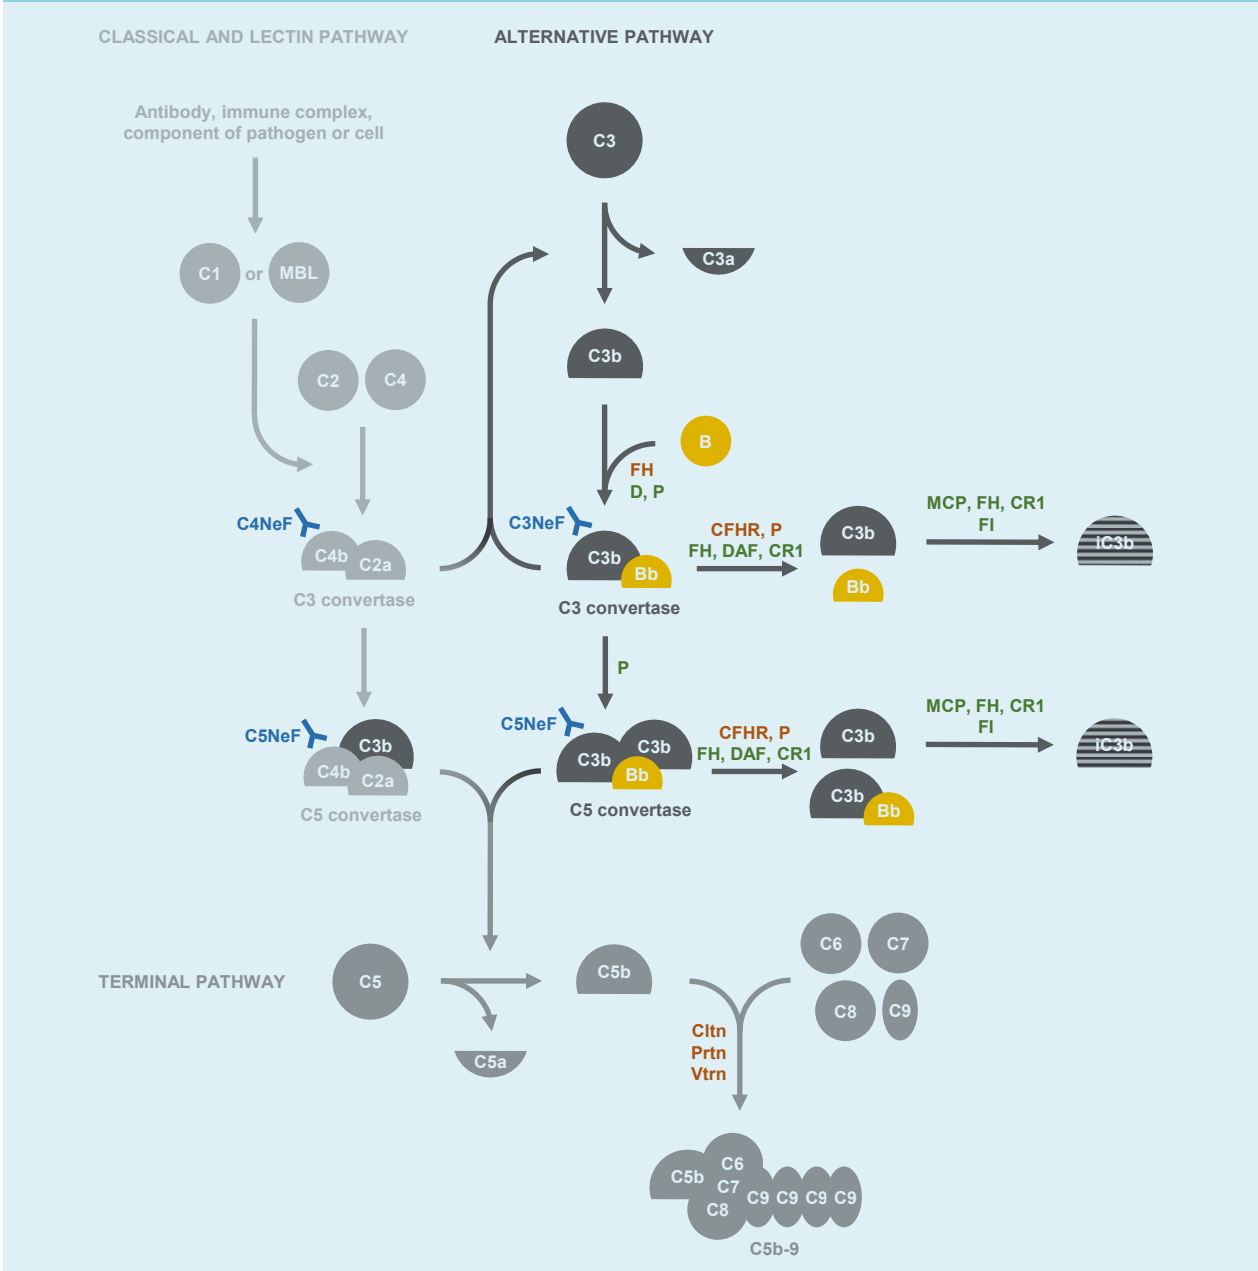 CLASSICAL AND LECTIN PATHWAY
ALTERNATIVE PATHWAY
Antibody, immune complex,
component of pathogen or cell
C3
C3a
C1 or MBL
C3b
C2 C4
B
FH
D, P
C4NeF
C4b C2a
C3 convertase
C3NeF
C3b Bb
C3 convertase
CFHR, P
FH, DAF, CR1
C3b
Bb
MCP, FH, CR1
FI
iC3b
P
C5NeF
C3b
C4b C2a
C5 convertase
C5NeF
C3b C3b
Bb
C5 convertase
CFHR, P
FH, DAF, CR1
C3b
C3b Bb
MCP, FH, CR1
FI
iC3b
TERMINAL PATHWAY
C5
C5a
C5b
C6 C7
C8 C9
Cltn
Prtn
Vtrn
C5b C6
C7
C8 C9 C9 C9 C9
C5b-9